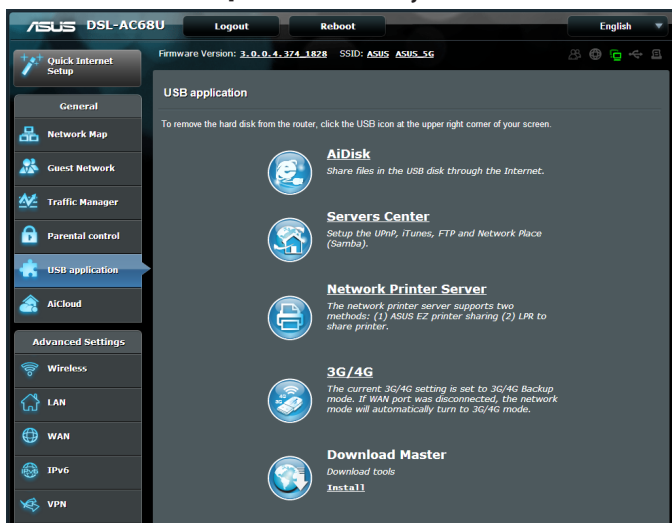 ASUS DSL-AC68U Logout Reboot English
Quick Internet
Setup
Firmware Version: 3.0.0.4.374_1828 SSID: ASUS ASUS_5G
General
Network Map
Guest Network
Traffic Manager
Parental control
USB application
AiCloud
Advanced Settings
Wireless
LAN
WAN
IPv6
VPN
USB application
To remove the hard disk from the router, click the USB icon at the upper right corner of your screen.
AiDisk
Share files in the USB disk through the Internet.
Servers Center
Setup the UPnP, iTunes, FTP and Network Place
(Samba).
Network Printer Server
The network printer server supports two
methods: (1) ASUS EZ printer sharing (2) LPR to
share printer.
3G/4G
The current 3G/4G setting is set to 3G/4G Backup
mode. If WAN port was disconnected, the network
mode will automatically turn to 3G/4G mode.
Download Master
Download tools
Install